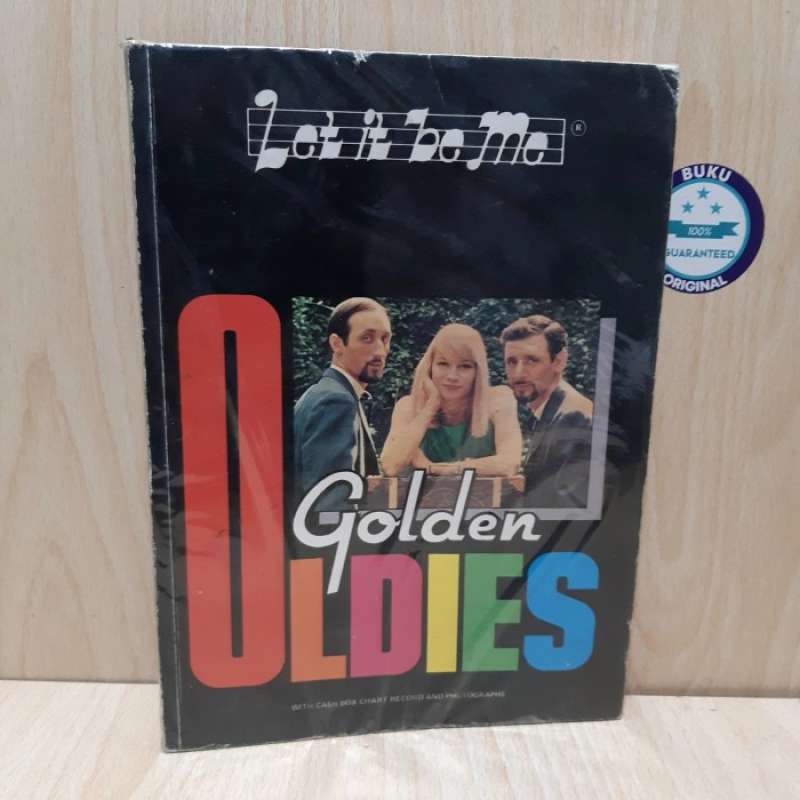 Let it be Me ®
BUKU
100%
GUARANTEED
ORIGINAL
Golden
OLDIES
WITH CASH BOX CHART RECORD AND PHOTOGRAPHS